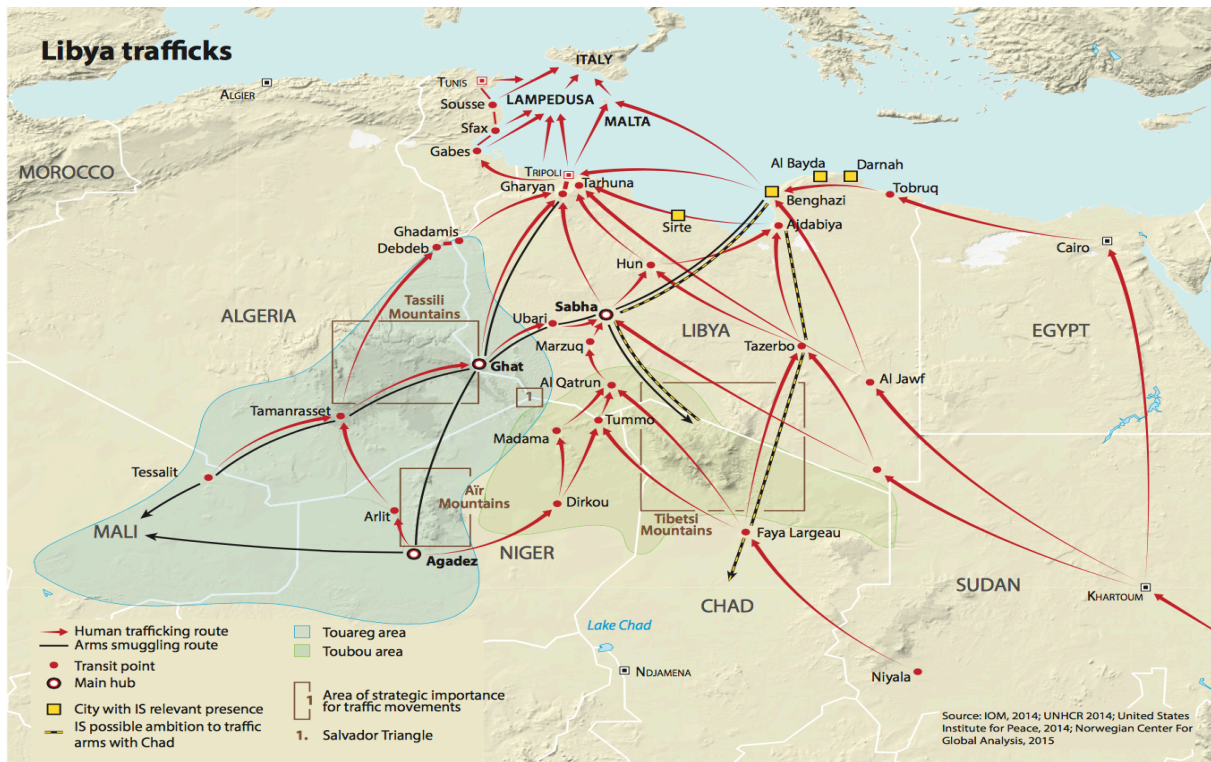 Libya trafficks
ITALY
TUNIS
ALGIER
LAMPEDUSA
Sousse
MALTA
Sfax
Gabes
MOROCCO
Al Bayda
Darnah
TRIPOLI
Tarhuna
Gharyan
Tobruq
Benghazi
Sirte
Ajdabiya
Ghadamis
Debdeb
Cairo
Hun
Tassili
Mountains
Sabha
ALGERIA
Ubari
LIBYA
EGYPT
Marzuq
Tazerbo
Ghat
Al Qatrun
Al Jawf
1
Tamanrasset
Tummo
Madama
Tessalit
Aïr
Mountains
Dirkou
Arlit
Tibetsi
Mountains
MALI
Faya Largeau
NIGER
Agadez
SUDAN
KHARTOUM
CHAD
Lake Chad
NDJAMENA
Niyala
Human trafficking route
Arms smuggling route
Transit point
Main hub
City with IS relevant presence
IS possible ambition to traffic
arms with Chad
Touareg area
Toubou area
1
Area of strategic importance
for traffic movements
1. Salvador Triangle
Source: IOM, 2014; UNHCR 2014; United States
Institute for Peace, 2014; Norwegian Center For
Global Analysis, 2015